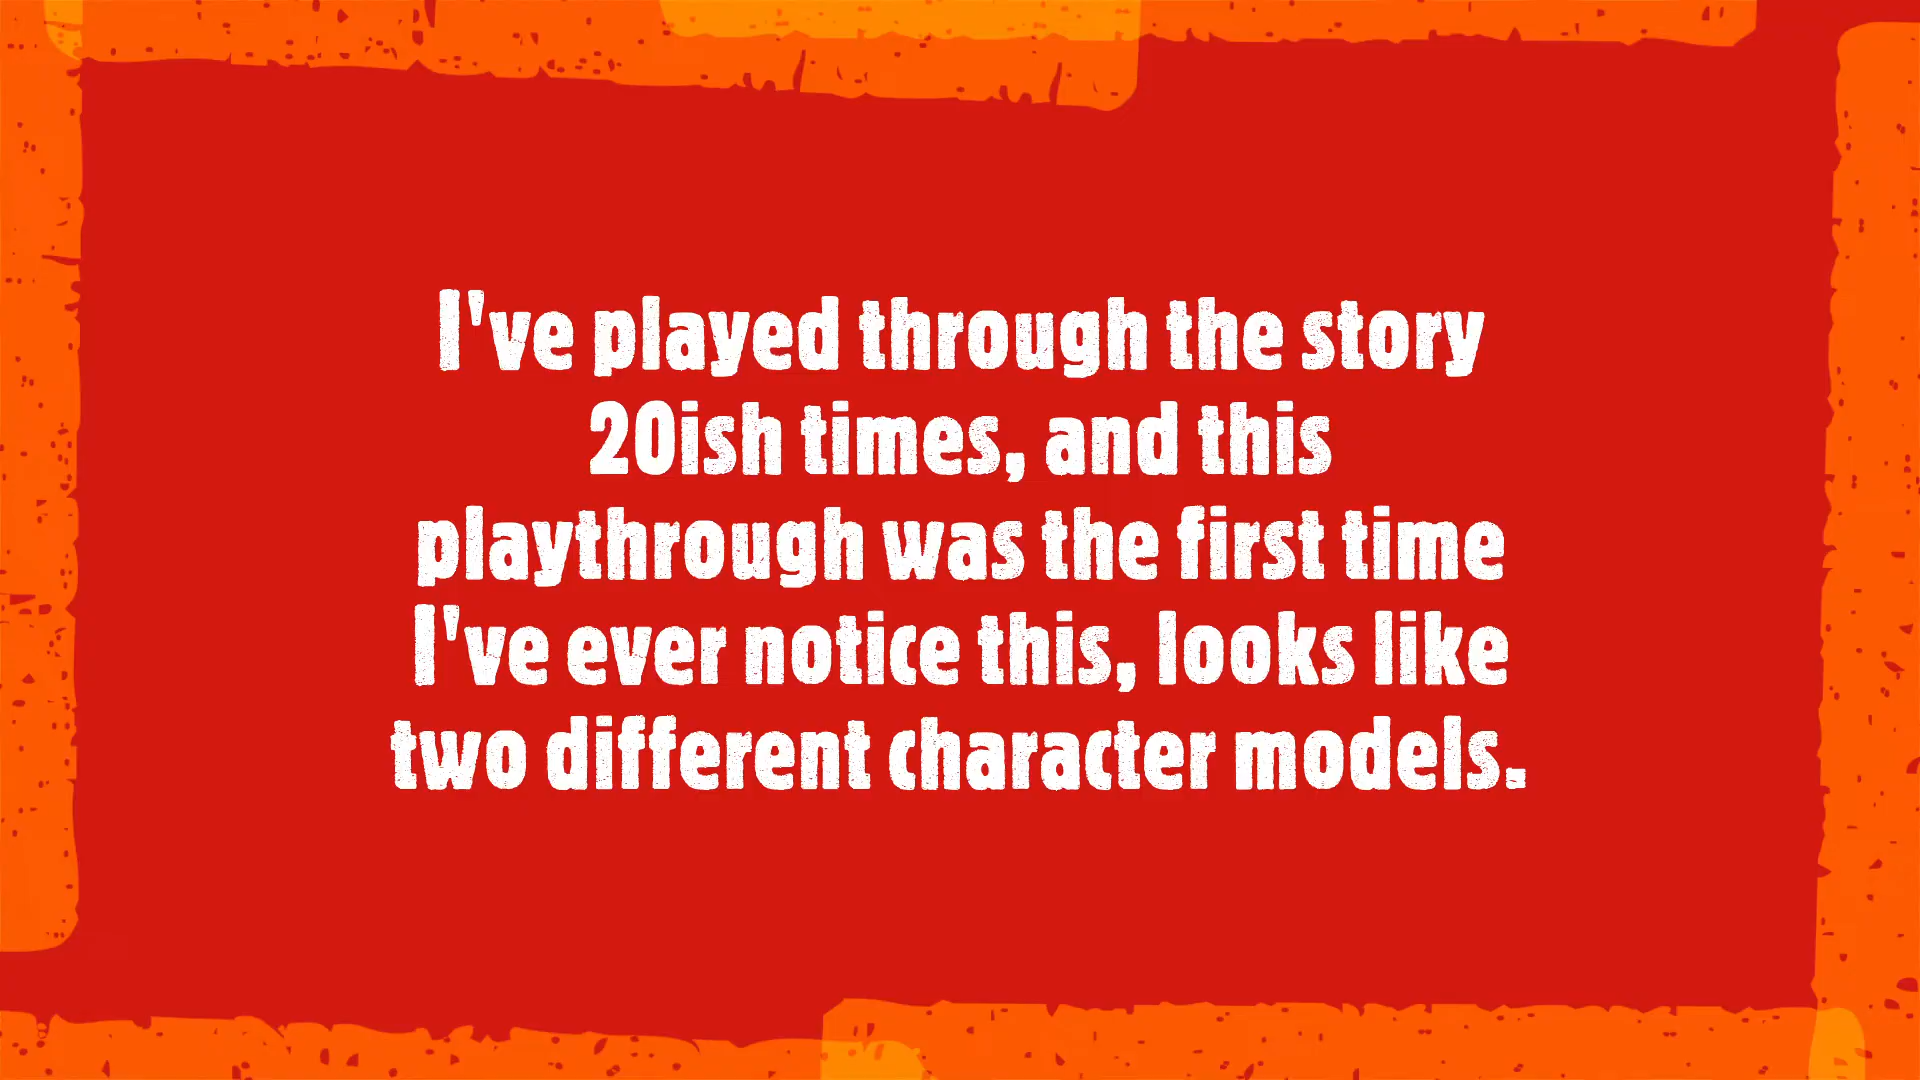 I've played through the story
20ish times, and this
playthrough was the first time
I've ever notice this, looks like
two different character models.